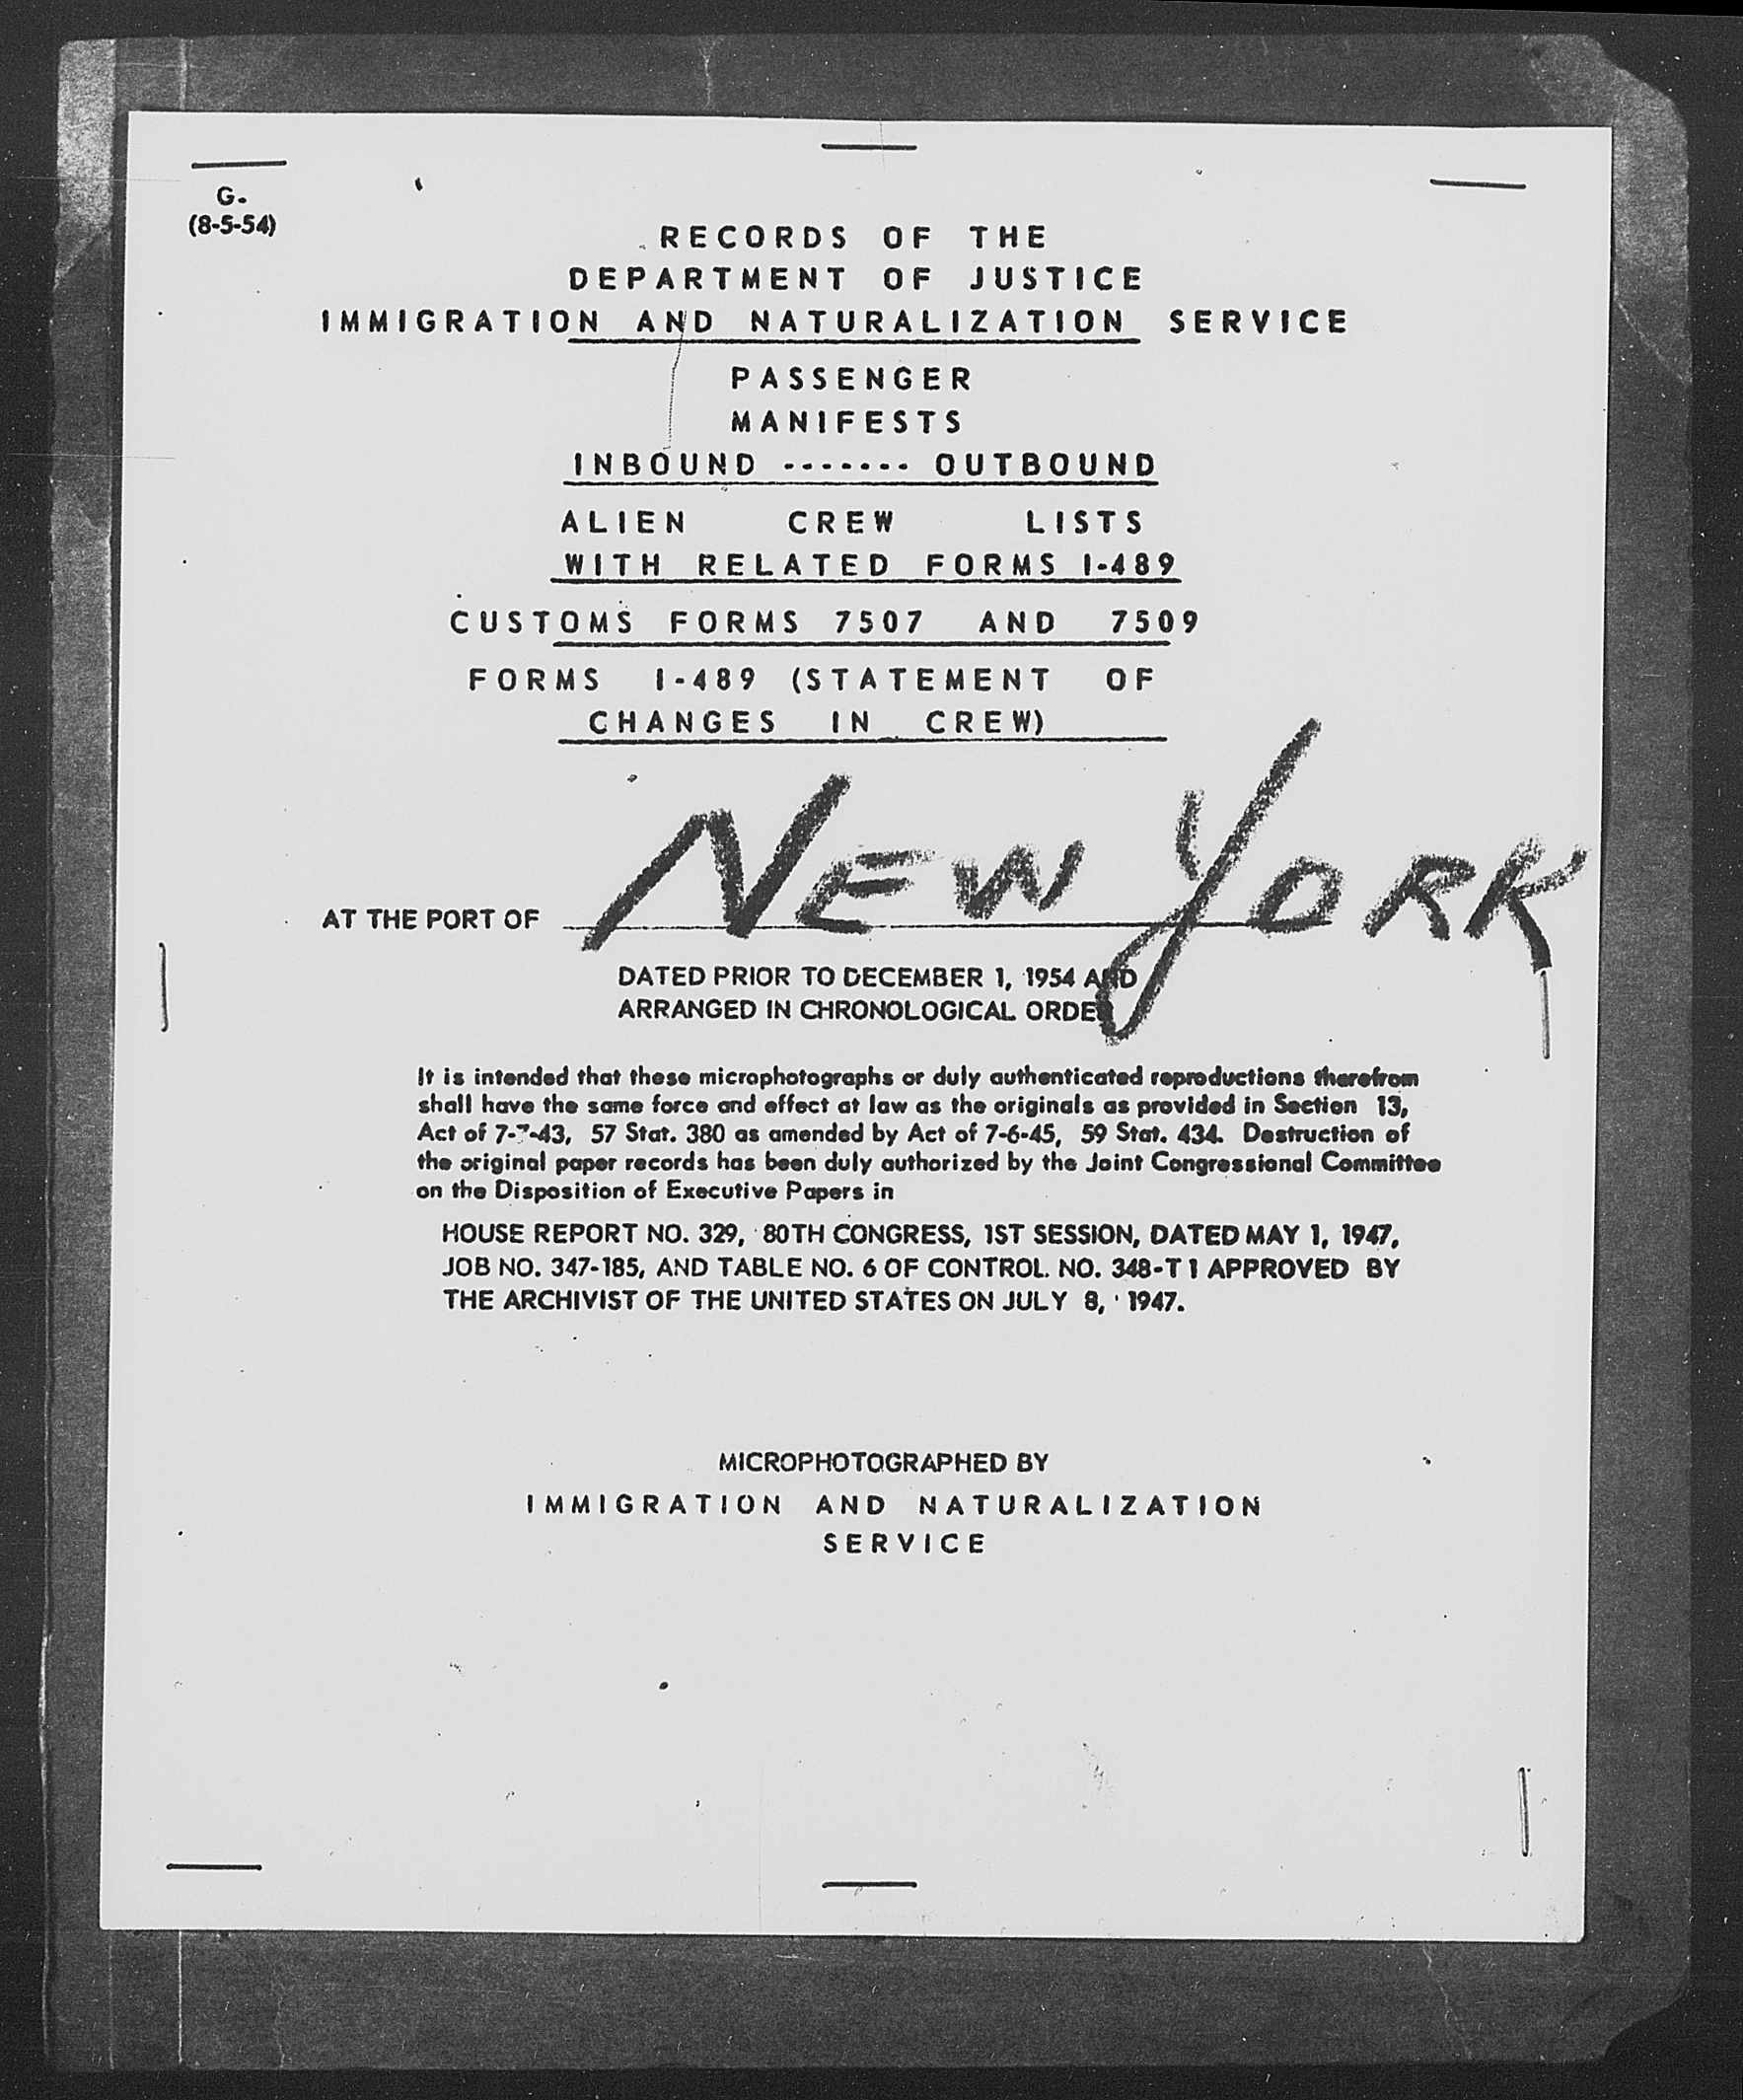 G.
(8-5-54)
RECORDS OF THE
DEPARTMENT OF JUSTICE
IMMIGRATION AND NATURALIZATION SERVICE
PASSENGER
MANIFESTS
INBOUND ------- OUTBOUND
ALIEN CREW LISTS
WITH RELATED FORMS I-489
CUSTOMS FORMS 7507 AND 7509
FORMS I-489 (STATEMENT OF
CHANGES IN CREW)
AT THE PORT OF NEW YORK
DATED PRIOR TO DECEMBER 1, 1954 AND
ARRANGED IN CHRONOLOGICAL ORDER
It is intended that these microphotographs or duly authenticated reproductions therefrom
shall have the same force and effect at law as the originals as provided in Section 13,
Act of 7-7-43, 57 Stat. 380 as amended by Act of 7-6-45, 59 Stat. 434. Destruction of
the original paper records has been duly authorized by the Joint Congressional Committee
on the Disposition of Executive Papers in
HOUSE REPORT NO. 329, 80TH CONGRESS, 1ST SESSION, DATED MAY 1, 1947,
JOB NO. 347-185, AND TABLE NO. 6 OF CONTROL NO. 348-T1 APPROVED BY
THE ARCHIVIST OF THE UNITED STATES ON JULY 8, 1947.
MICROPHOTOGRAPHED BY
IMMIGRATION AND NATURALIZATION
SERVICE